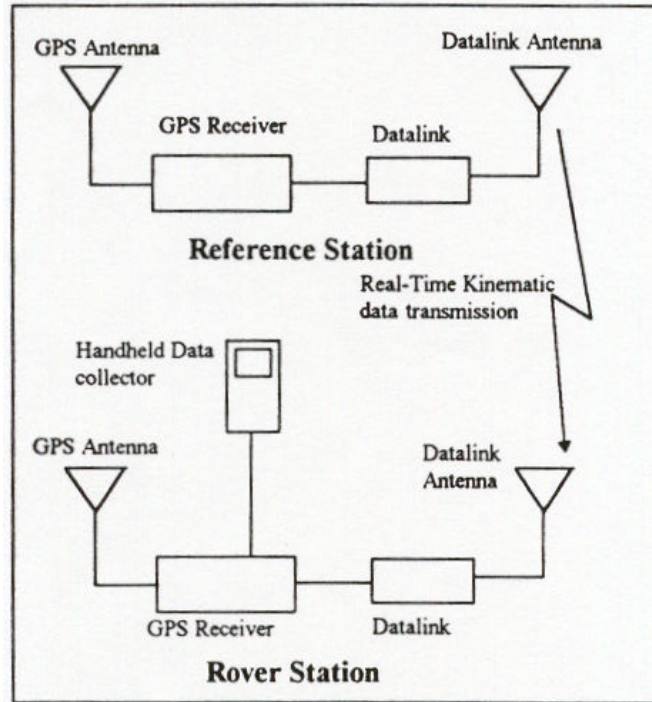 GPS Antenna
Datalink Antenna
GPS Receiver
Datalink
Reference Station
Real-Time Kinematic
data transmission
Handheld Data
collector
GPS Antenna
Datalink
Antenna
GPS Receiver
Datalink
Rover Station